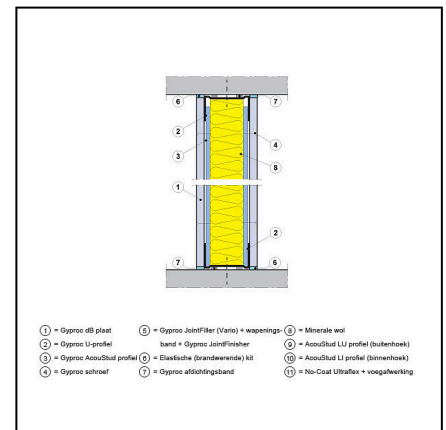 6 7
2
3 4
8
1
2
7 6
1 = Gyproc dB plaat
2 = Gyproc U-profiel
3 = Gyproc AcouStud profiel
4 = Gyproc schroef
5 = Gyproc JointFiller (Vario) + wapenings-
band + Gyproc JointFinisher
6 = Elastische (brandwerende) kit
7 = Gyproc afdichtingsband
8 = Minerale wol
9 = AcouStud LU profiel (buitenhoek)
10 = AcouStud LI profiel (binnenhoek)
11 = No-Coat Ultraflex + voegafwerking